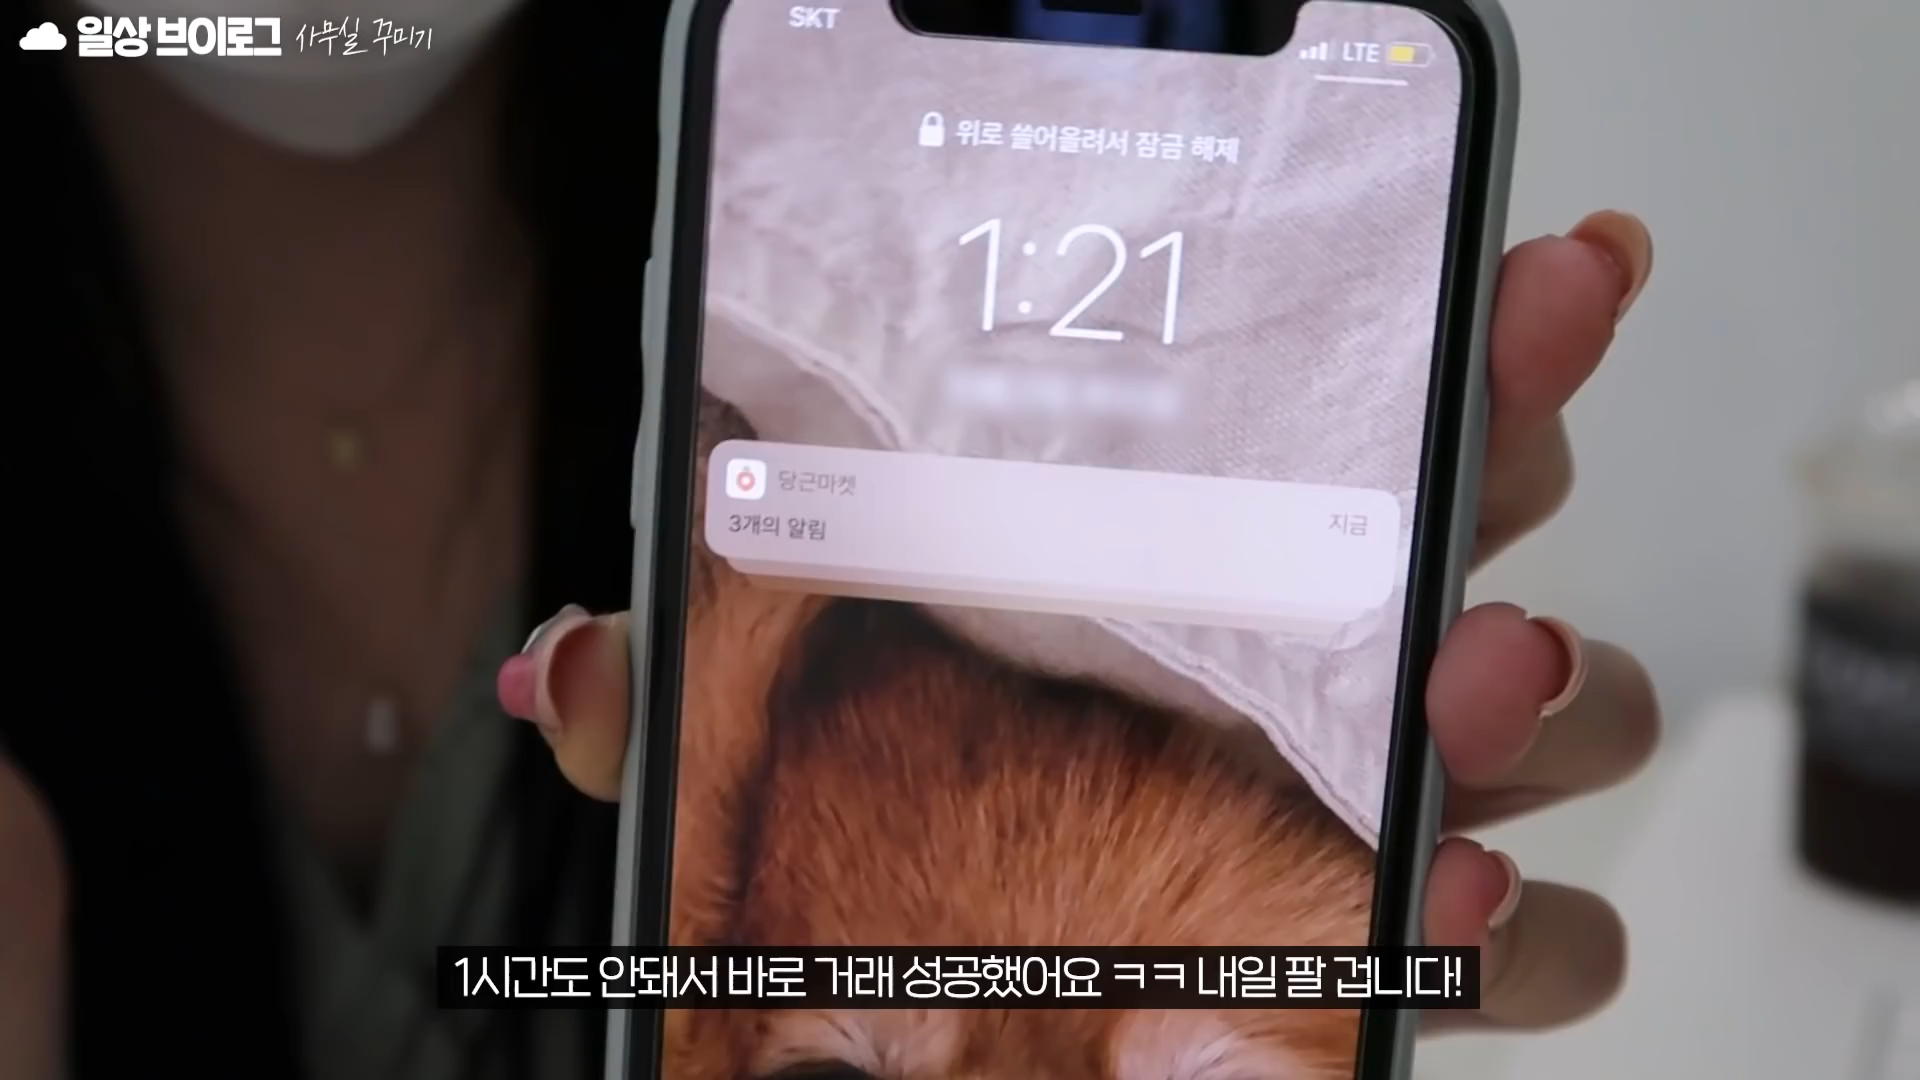 일상 브이로그 사무실 꾸미기
SKT
LTE
위로 쓸어올려서 잠금 해제
1:21
당근마켓
3개의 알림
지금
1시간도 안돼서 바로 거래 성공했어요 ㅋㅋ 내일 팔 겁니다!